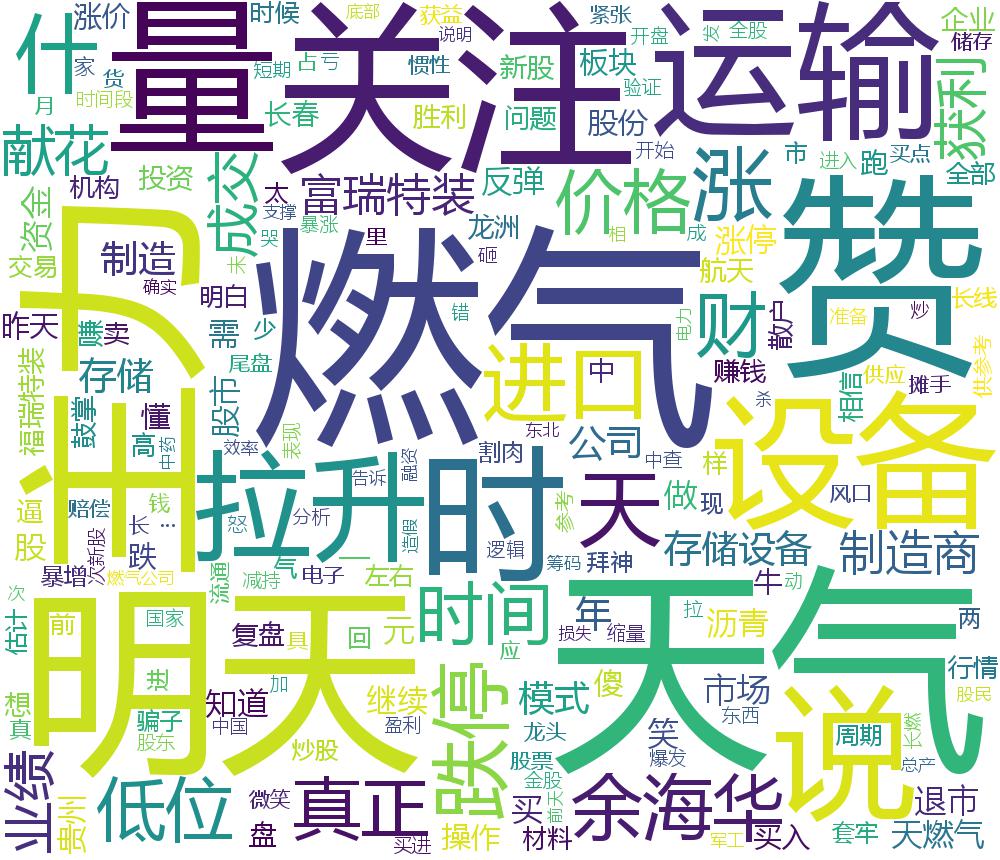 涨价
时候
底部
获益
紧张
开盘
发
全股
企业
什
量
关注
运输
占亏
说明
惯性
新股
板块
储存
家
货
短期
验证
获利
时间段
月
长春
胜利
问题
股份
开始
市
进入
跑
买点
献花
机构
投资
成交
太
富瑞特装
反弹
价格
涨
全部
资金
支撑
暴涨
哭
里
龙洲
砸
相
成
涨停
赞
交易
力
制造
未
燃气
航天
长线
确实
明白
错
电力
财
散户
准备
炒
昨天
赚
卖
需
少
进口
供参考
尾盘
中
赚钱
相信
供应
摊手
存储
股市
杀
福瑞特装
鼓掌
懂
东北
设备
主
高
中药
效率
表现
拉升
融资
时
割肉
公司
中查
样
逼
赔偿
钱
告诉
参考
天
做
现
风口
股
长
...
怒
分析
造假
逻辑
存储设备
制造商
跌
次新股
筹码
拜神
暴增
燃气公司
流通
气
电子
一
左右
时间
天气
牛
动
次
减持
年
拉
沥青
两
估计
前
国家
复盘
具
回
元
应
损失
缩量
明天
进
加
跌停
说
行情
想
知道
继续
模式
傻
市场
股民
真
骗子
中国
盈利
东西
周期
长燃
股东
炒股
龙头
笑
总产
股票
爆发
业绩
低位
微笑
真正
金股
前天
余海华
退市
贵州
盘
买
操作
材料
军工
买入
套牢
天燃气
买进